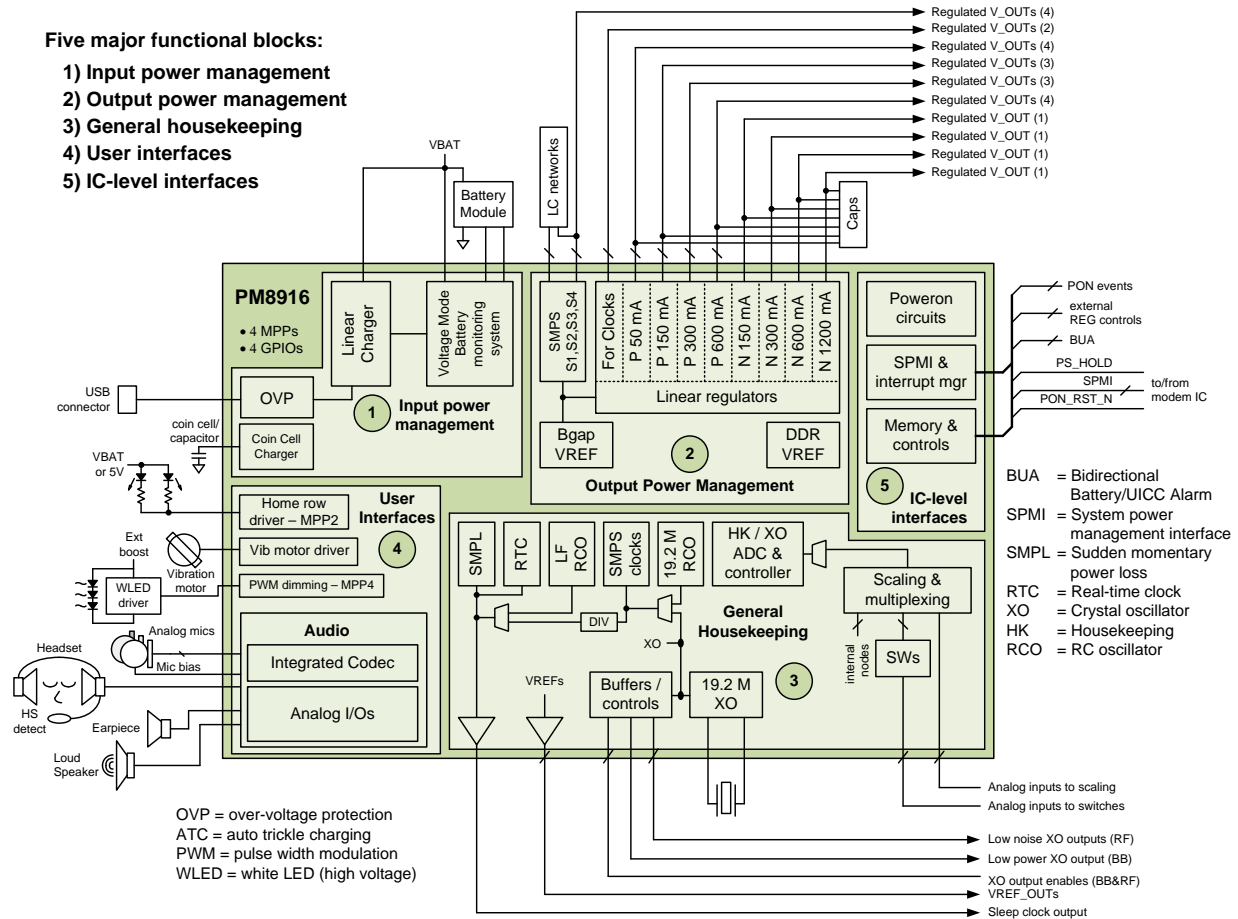 Five major functional blocks:
1) Input power management
2) Output power management
3) General housekeeping
4) User interfaces
5) IC-level interfaces
Regulated V_OUTs (4)
Regulated V_OUTs (2)
Regulated V_OUTs (4)
Regulated V_OUTs (3)
Regulated V_OUTs (3)
Regulated V_OUTs (4)
Regulated V_OUT (1)
Regulated V_OUT (1)
Regulated V_OUT (1)
Regulated V_OUT (1)
VBAT
Battery
Module
LC networks
Caps
PM8916
• 4 MPPs
• 4 GPIOs
Linear
Charger
Voltage Mode
Battery
monitoring
system
OVP
Coin Cell
Charger
1
Input power
management
USB
connector
coin cell/
capacitor
VBAT
or 5V
SMPS
S1,S2,S3,S4
For Clocks
P 50 mA
P 150 mA
P 300 mA
P 600 mA
N 150 mA
N 300 mA
N 600 mA
N 1200 mA
Linear regulators
Bgap
VREF
DDR
VREF
2
Output Power Management
Poweron
circuits
SPMI &
interrupt mgr
Memory &
controls
5
IC-level
interfaces
PON events
external
REG controls
BUA
PS_HOLD
SPMI
PON_RST_N
to/from
modem IC
BUA = Bidirectional
Battery/UICC Alarm
SPMI = System power
management interface
SMPL = Sudden momentary
power loss
RTC = Real-time clock
XO = Crystal oscillator
HK = Housekeeping
RCO = RC oscillator
User
Interfaces
4
Home row
driver – MPP2
Vib motor driver
PWM dimming – MPP4
Audio
Integrated Codec
Analog I/Os
Ext
boost
Vibration
motor
WLED
driver
Analog mics
Mic bias
Headset
HS
detect
Earpiece
Loud
Speaker
SMPL
RTC
LF
RCO
SMPS
clocks
19.2 M
RCO
HK / XO
ADC &
controller
Scaling &
multiplexing
DIV
General
Housekeeping
3
XO
internal
nodes
SWs
VREFs
Buffers /
controls
19.2 M
XO
Analog inputs to scaling
Analog inputs to switches
Low noise XO outputs (RF)
Low power XO output (BB)
XO output enables (BB&RF)
VREF_OUTs
Sleep clock output
OVP = over-voltage protection
ATC = auto trickle charging
PWM = pulse width modulation
WLED = white LED (high voltage)